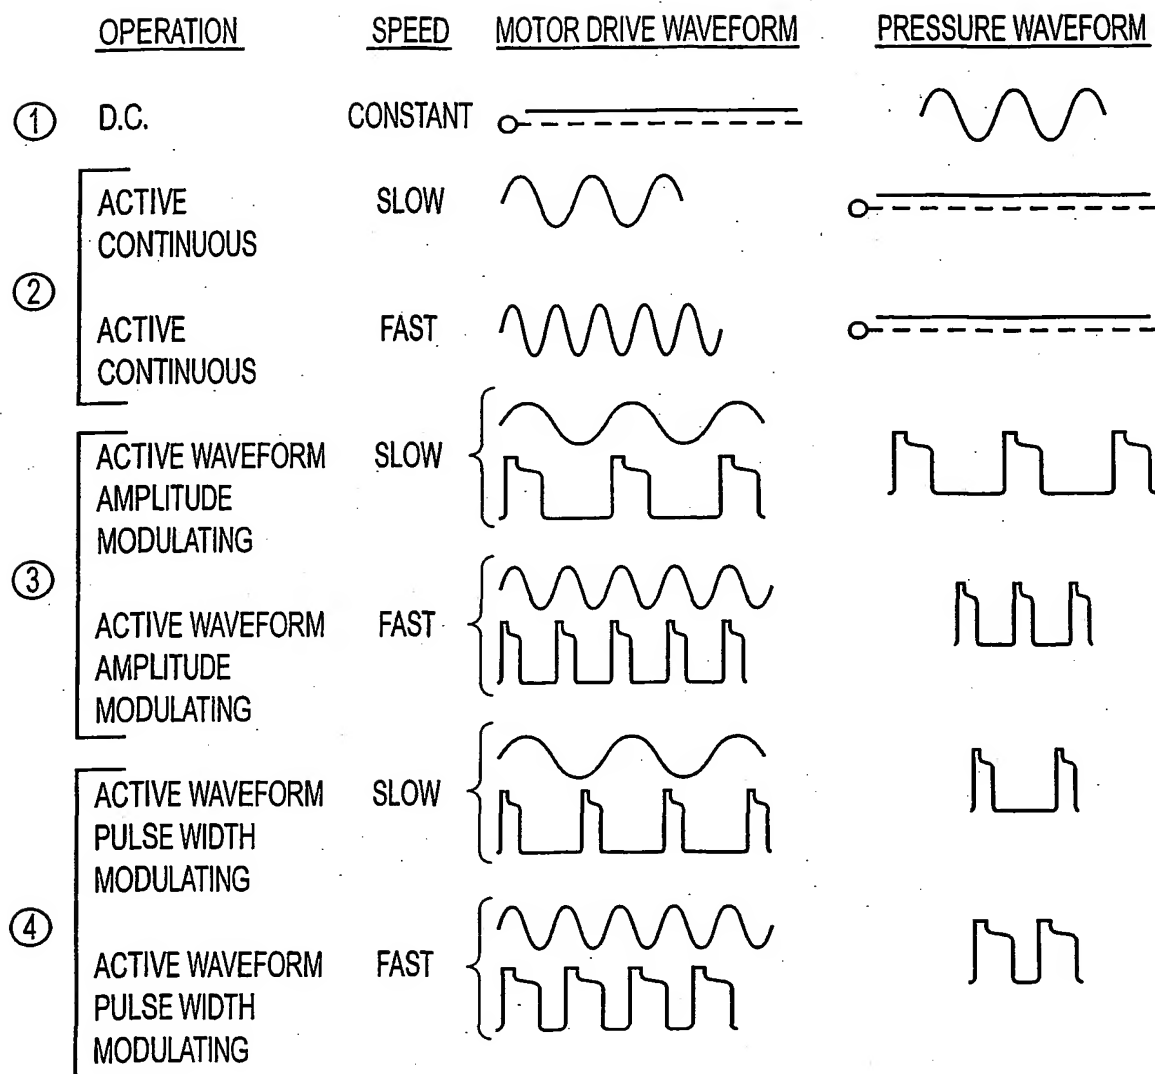 OPERATION SPEED MOTOR DRIVE WAVEFORM PRESSURE WAVEFORM
1 D.C. CONSTANT
2
ACTIVE SLOW
CONTINUOUS
ACTIVE FAST
CONTINUOUS
3
ACTIVE WAVEFORM SLOW
AMPLITUDE
MODULATING
ACTIVE WAVEFORM FAST
AMPLITUDE
MODULATING
4
ACTIVE WAVEFORM SLOW
PULSE WIDTH
MODULATING
ACTIVE WAVEFORM FAST
PULSE WIDTH
MODULATING